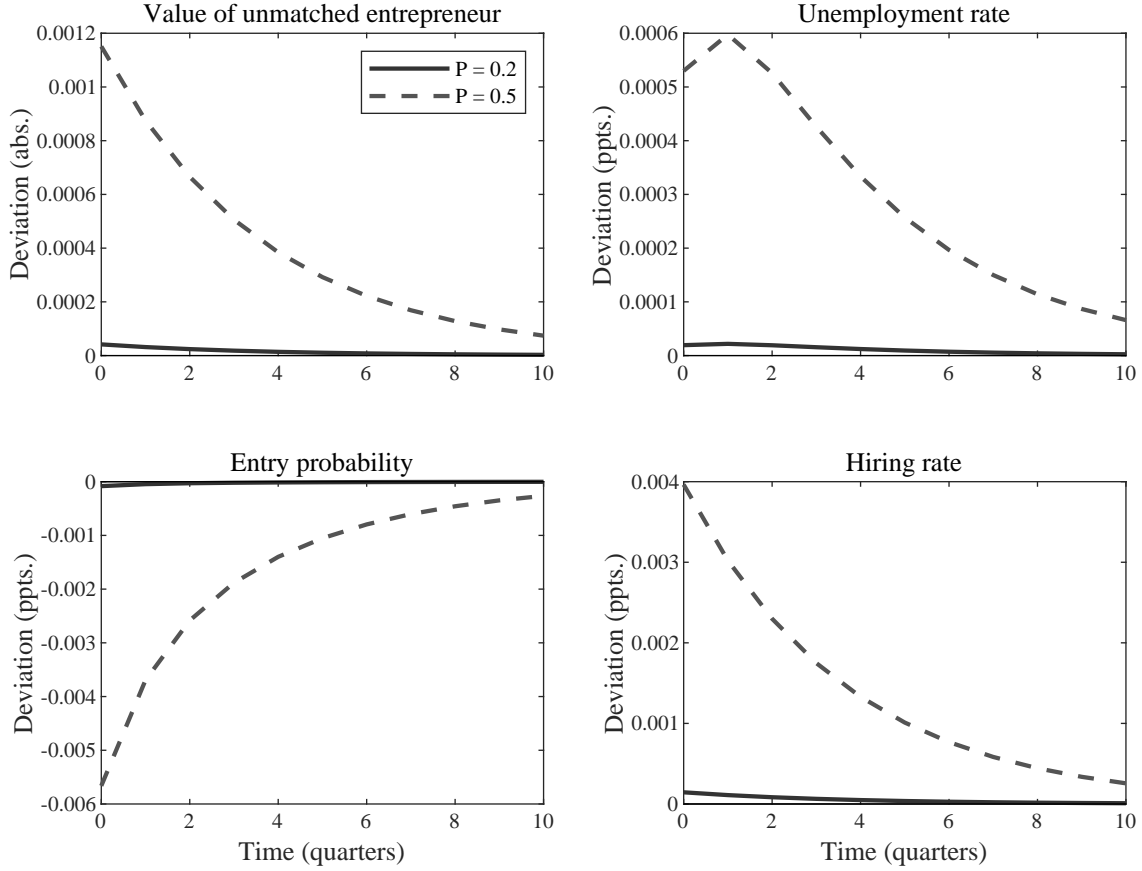 Value of unmatched entrepreneur
Deviation (abs.)
0.0012
0.001
0.0008
0.0006
0.0004
0.0002
0
0 2 4 6 8 10
P = 0.2
P = 0.5
Unemployment rate
Deviation (ppts.)
0.0006
0.0005
0.0004
0.0003
0.0002
0.0001
0
0 2 4 6 8 10
Entry probability
Deviation (ppts.)
0
-0.001
-0.002
-0.003
-0.004
-0.005
-0.006
0 2 4 6 8 10
Time (quarters)
Hiring rate
Deviation (ppts.)
0.004
0.003
0.002
0.001
0
0 2 4 6 8 10
Time (quarters)